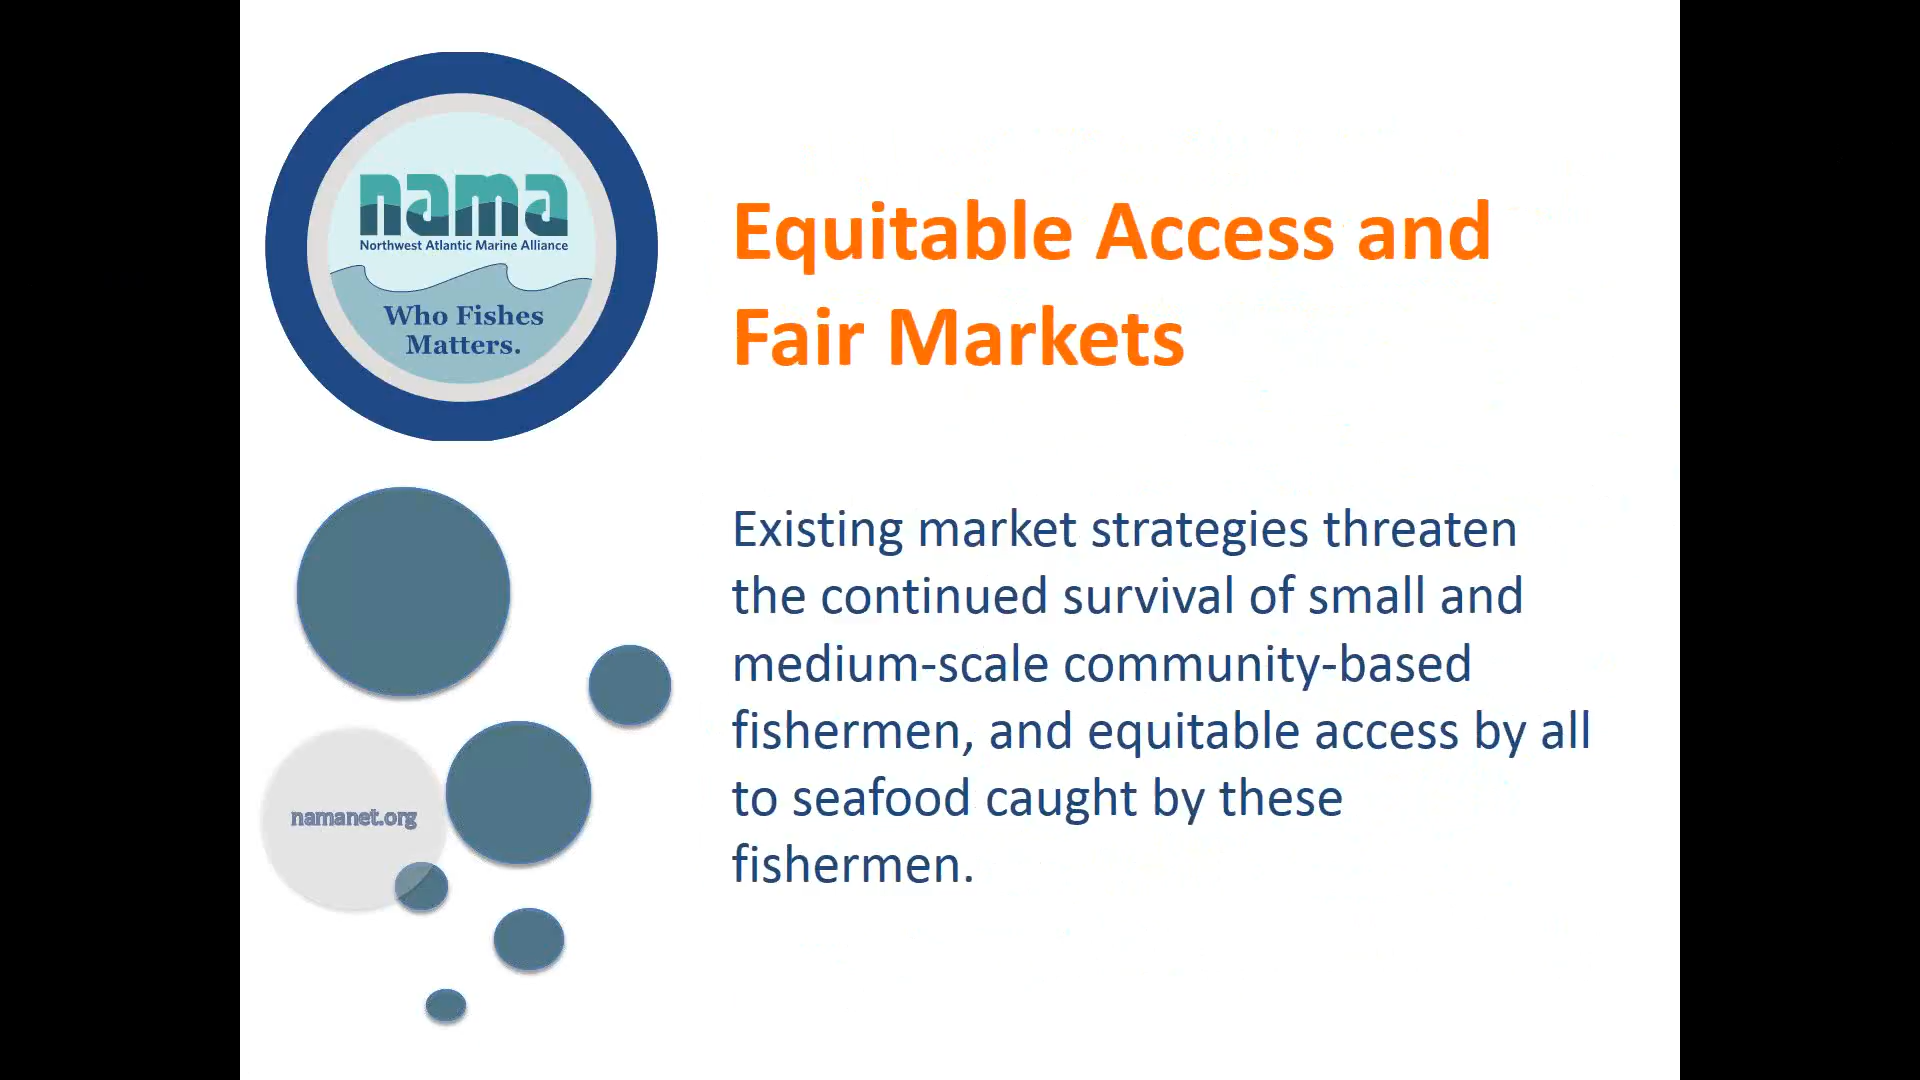 nama
Northwest Atlantic Marine Alliance
Who Fishes
Matters.
Equitable Access and
Fair Markets
Existing market strategies threaten
the continued survival of small and
medium-scale community-based
fishermen, and equitable access by all
to seafood caught by these
fishermen.
namanet.org